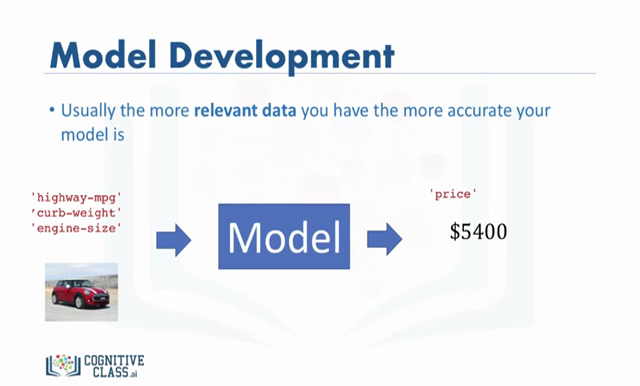 Model Development
• Usually the more relevant data you have the more accurate your
model is
'highway-mpg'
‘curb-weight'
'engine-size'
Model
'price'
$5400
COGNITIVE
CLASS.ai